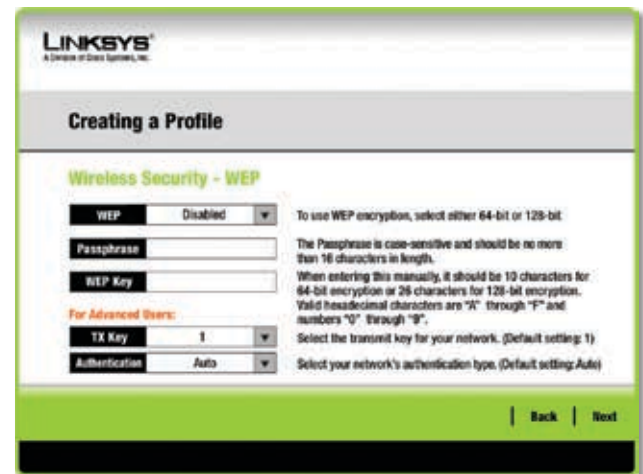 LINKSYS®
A Division of Cisco Systems, Inc.
Creating a Profile
Wireless Security - WEP
WEP Disabled To use WEP encryption, select either 64-bit or 128-bit
Passphrase The Passphrase is case-sensitive and should be no more
than 16 characters in length.
WEP Key When entering this manually, it should be 10 characters for
64-bit encryption or 26 characters for 128-bit encryption.
Valid hexadecimal characters are "A" through "F" and
numbers "0" through "9".
For Advanced Users:
TX Key 1 Select the transmit key for your network. (Default setting: 1)
Authentication Auto Select your network's authentication type. (Default setting: Auto)
Back Next